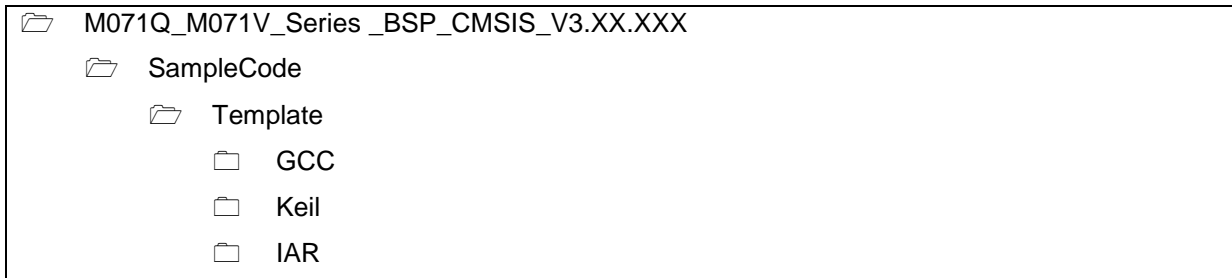 M071Q_M071V_Series _BSP_CMSIS_V3.XX.XXX
SampleCode
Template
GCC
Keil
IAR